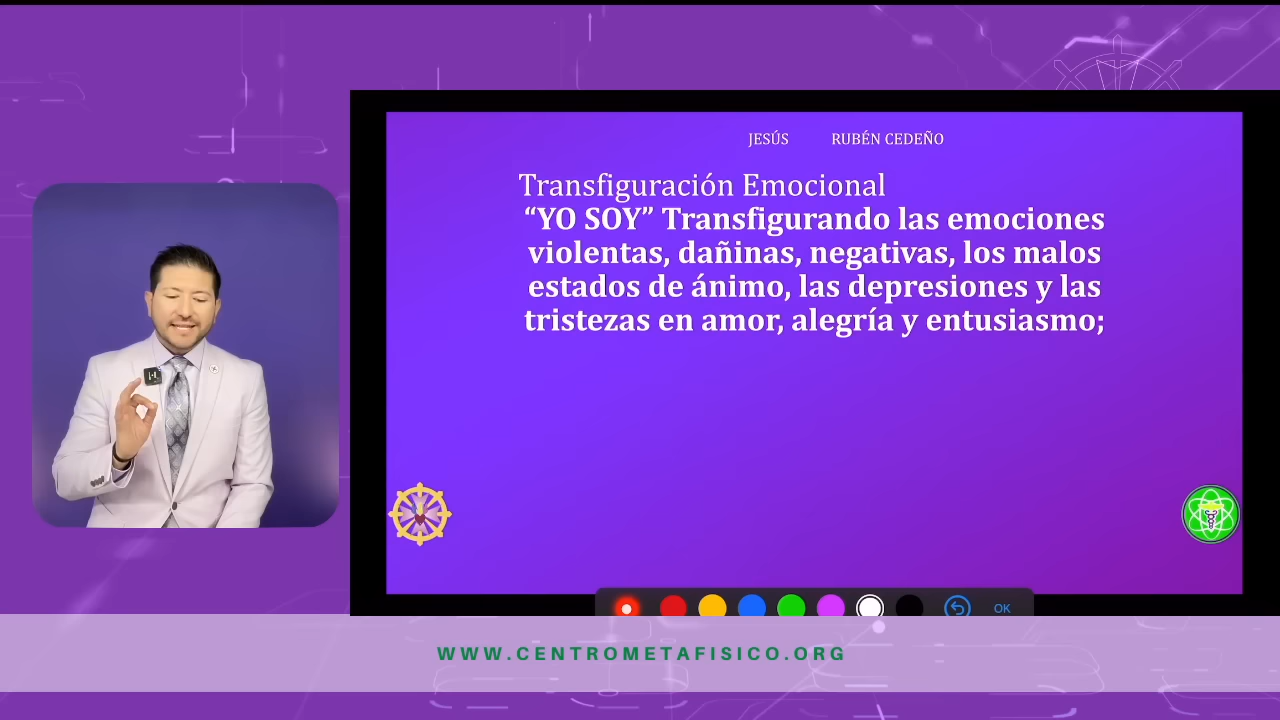 JESÚS RUBÉN CEDEÑO
Transfiguración Emocional
“YO SOY” Transfigurando las emociones
violentas, dañinas, negativas, los malos
estados de ánimo, las depresiones y las
tristezas en amor, alegría y entusiasmo;
OK
WWW.CENTROMETAFISICO.ORG